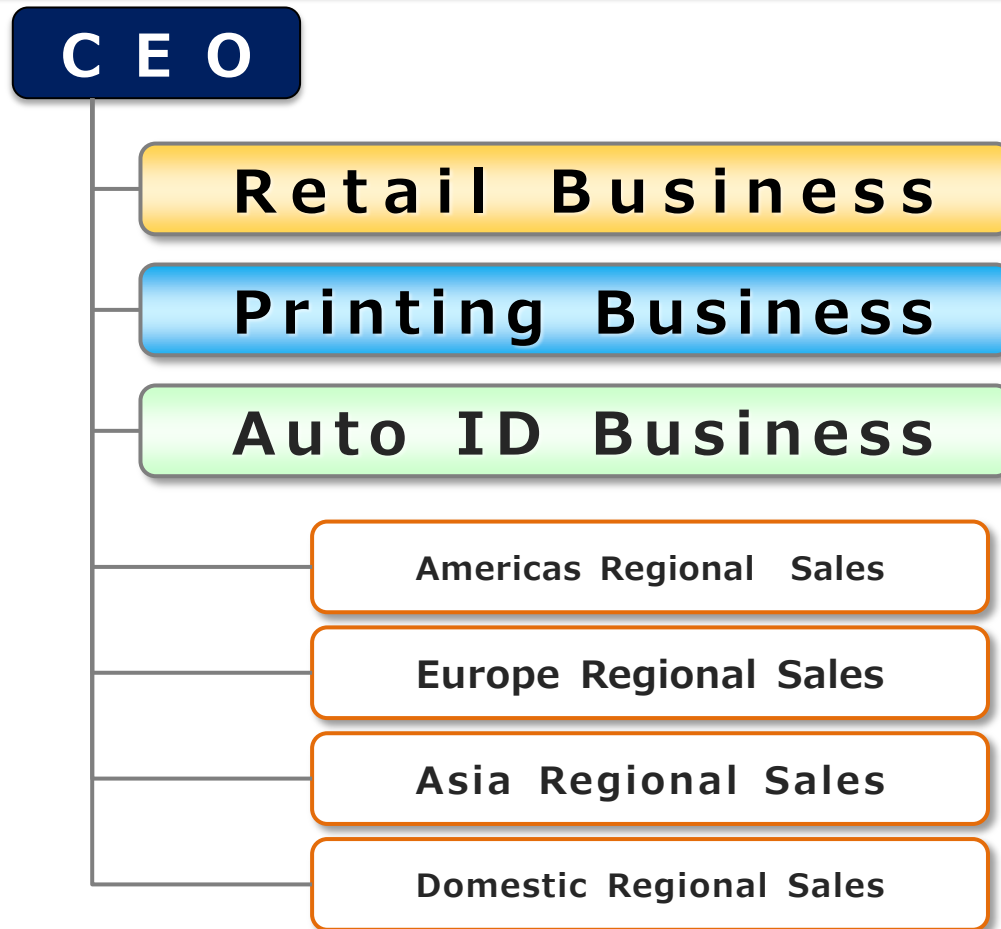 CEO
Retail Business
Printing Business
Auto ID Business
Americas Regional Sales
Europe Regional Sales
Asia Regional Sales
Domestic Regional Sales